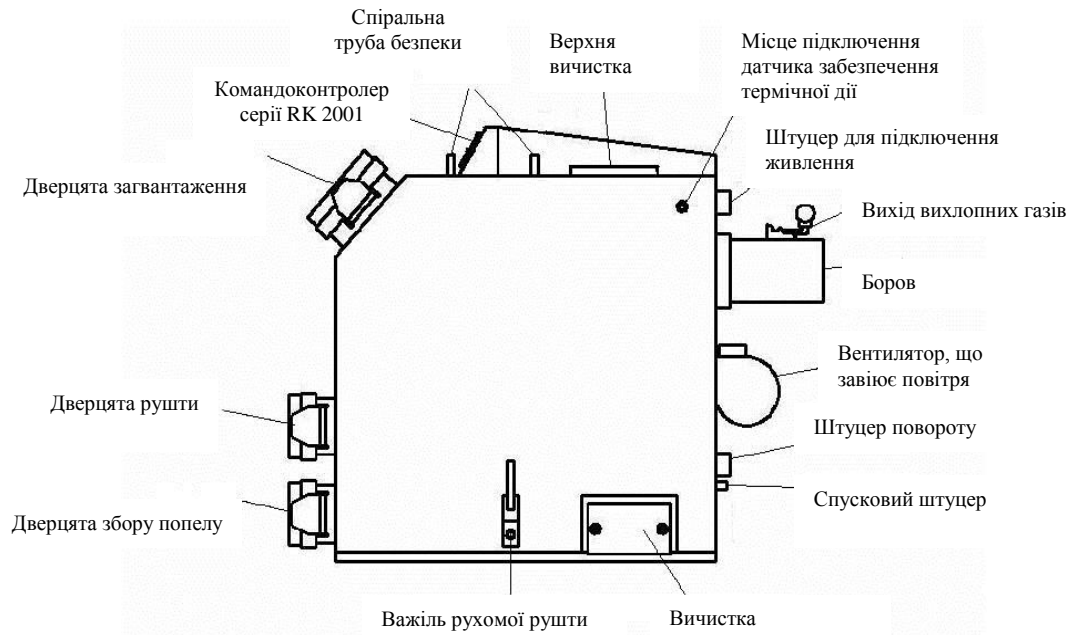 Спіральна
труба безпеки
Верхня
вичистка
Місце підключення
датчика забезпечення
термічної дії
Командоконтролер
серії RK 2001
Штуцер для підключення
живлення
Дверцята загвантаження
Вихід вихлопних газів
Боров
Вентилятор, що
завіює повітря
Дверцята рушти
Штуцер повороту
Спусковий штуцер
Дверцята збору попелу
Важіль рухомої рушти
Вичистка